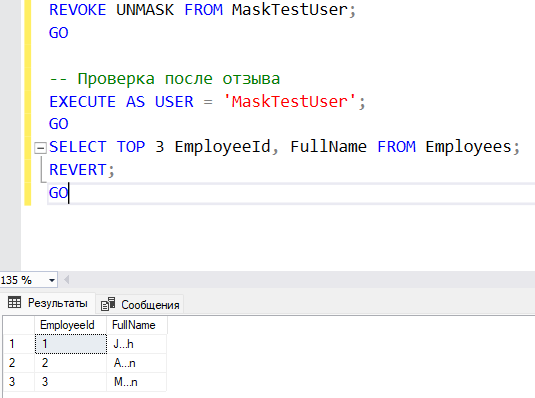 REVOKE UNMASK FROM MaskTestUser;
GO
-- Проверка после отзыва
EXECUTE AS USER = 'MaskTestUser';
GO
SELECT TOP 3 EmployeeId, FullName FROM Employees;
REVERT;
GO
135 %
Результаты Сообщения
EmployeeId FullName
1 1 J...h
2 2 A...n
3 3 M...n